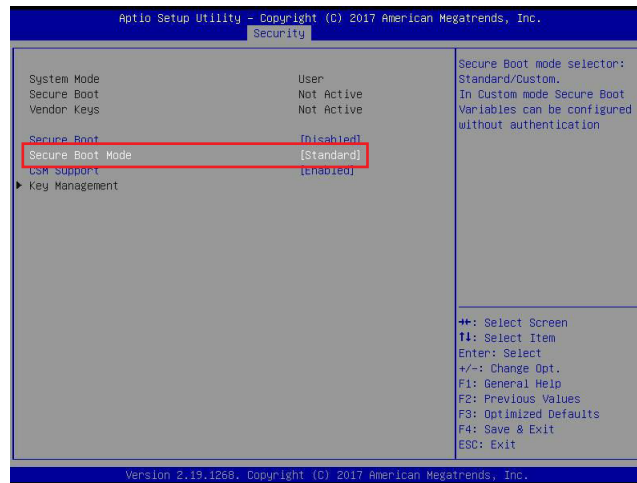 Aptio Setup Utility – Copyright (C) 2017 American Megatrends, Inc.
Security
System Mode User
Secure Boot Not Active
Vendor Keys Not Active
Secure Boot [Disabled]
Secure Boot Mode [Standard]
CSM Support [Enabled]
Key Management
Secure Boot mode selector:
Standard/Custom.
In Custom mode Secure Boot
Variables can be configured
without authentication
→←: Select Screen
↑↓: Select Item
Enter: Select
+/-: Change Opt.
F1: General Help
F2: Previous Values
F3: Optimized Defaults
F4: Save & Exit
ESC: Exit
Version 2.19.1268. Copyright (C) 2017 American Megatrends, Inc.